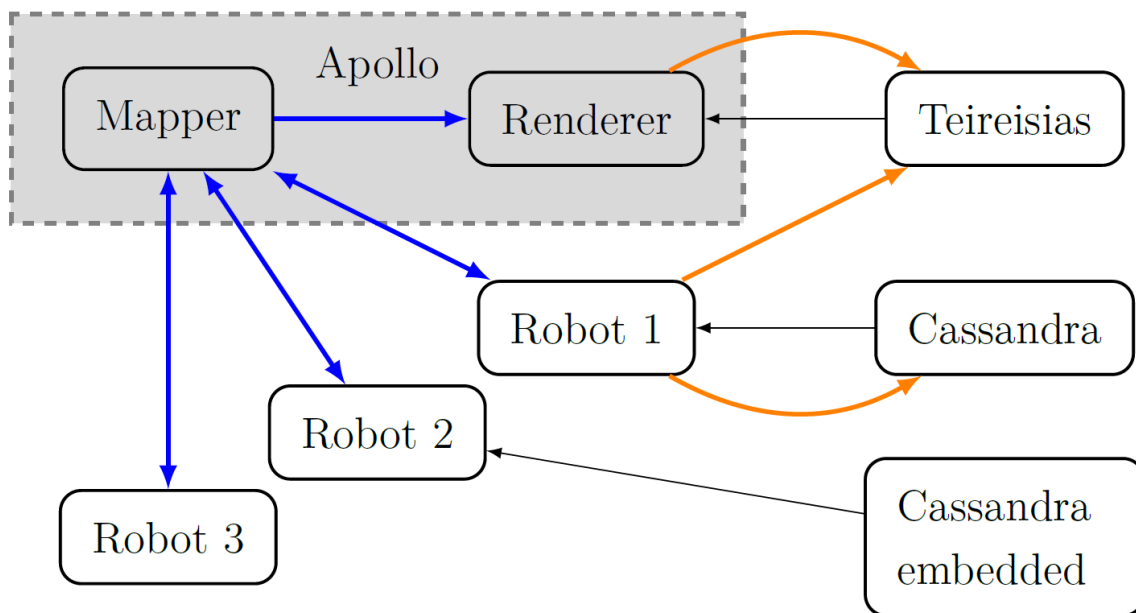 Apollo
Mapper
Renderer
Teireisias
Robot 1
Cassandra
Robot 2
Robot 3
Cassandra
embedded